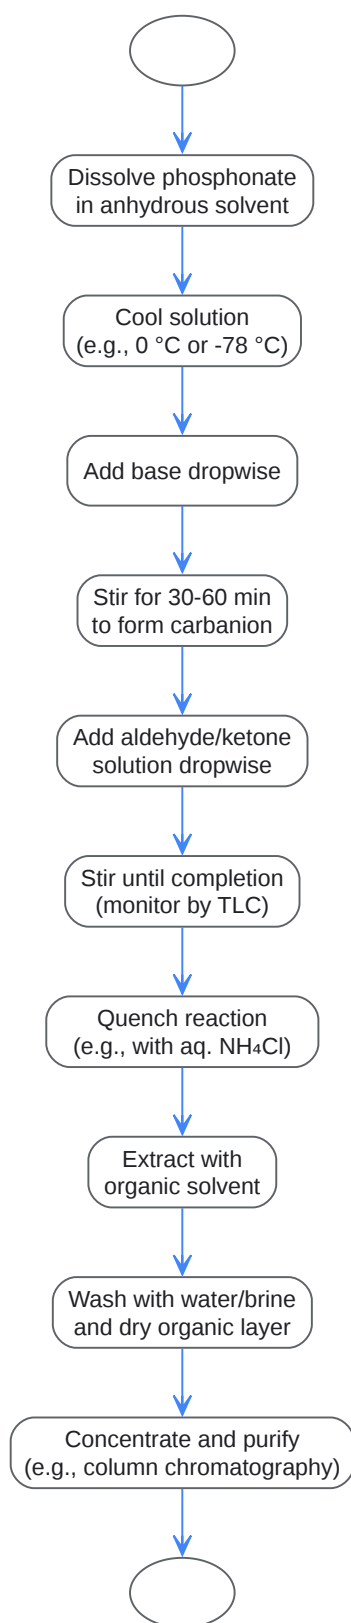 Dissolve phosphonate
in anhydrous solvent
Cool solution
(e.g., 0 °C or -78 °C)
Add base dropwise
Stir for 30-60 min
to form carbanion
Add aldehyde/ketone
solution dropwise
Stir until completion
(monitor by TLC)
Quench reaction
(e.g., with aq. NH₄Cl)
Extract with
organic solvent
Wash with water/brine
and dry organic layer
Concentrate and purify
(e.g., column chromatography)